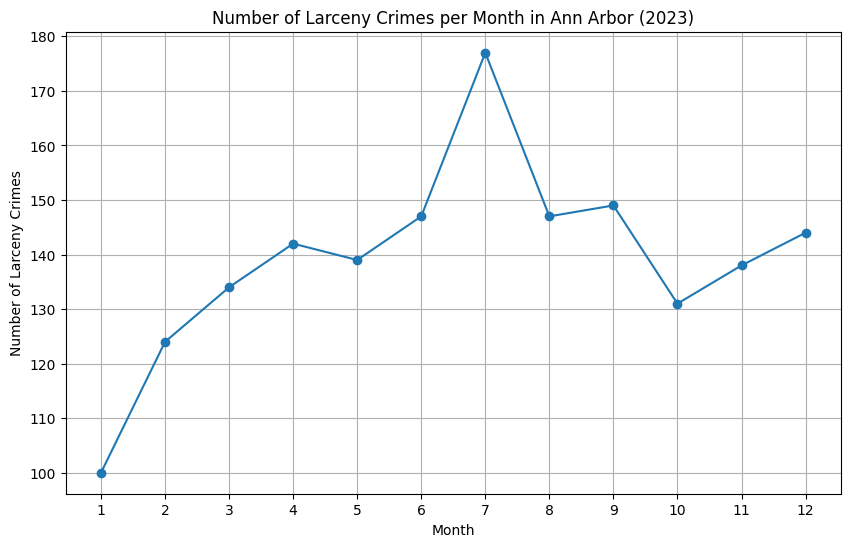 Number of Larceny Crimes per Month in Ann Arbor (2023)
180
170
160
150
140
130
120
110
100
Number of Larceny Crimes
1 2 3 4 5 6 7 8 9 10 11 12
Month